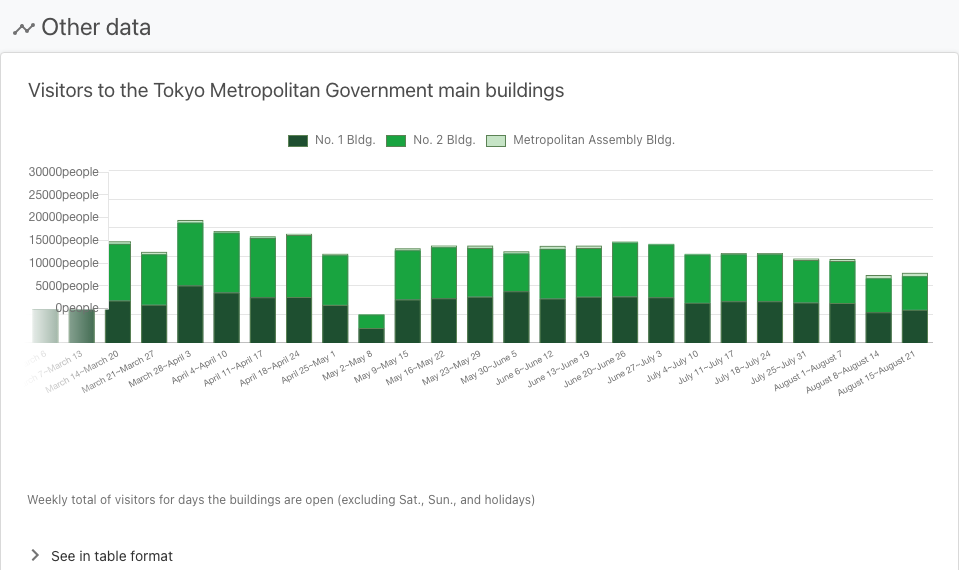 Other data
Visitors to the Tokyo Metropolitan Government main buildings
No. 1 Bldg. No. 2 Bldg. Metropolitan Assembly Bldg.
30000people
25000people
20000people
15000people
10000people
5000people
0people
7~March 13
March 14~March 20
March 21~March 27
March 28~April 3
April 4~April 10
April 11~April 17
April 18~April 24
April 25~May 1
May 2~May 8
May 9~May 15
May 16~May 22
May 23~May 29
May 30~June 5
June 6~June 12
June 13~June 19
June 20~June 26
June 27~July 3
July 4~July 10
July 11~July 17
July 18~July 24
July 25~July 31
August 1~August 7
August 8~August 14
August 15~August 21
Weekly total of visitors for days the buildings are open (excluding Sat., Sun., and holidays)
See in table format